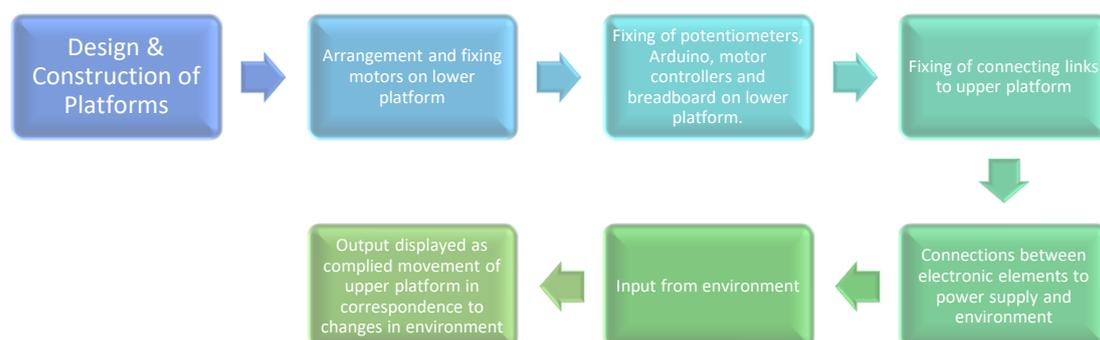 Design &
Construction of
Platforms
Arrangement and fixing
motors on lower
platform
Fixing of potentiometers,
Arduino, motor
controllers and
breadboard on lower
platform.
Fixing of connecting links
to upper platform
Connections between
electronic elements to
power supply and
environment
Input from environment
Output displayed as
complied movement of
upper platform in
correspondence to
changes in environment